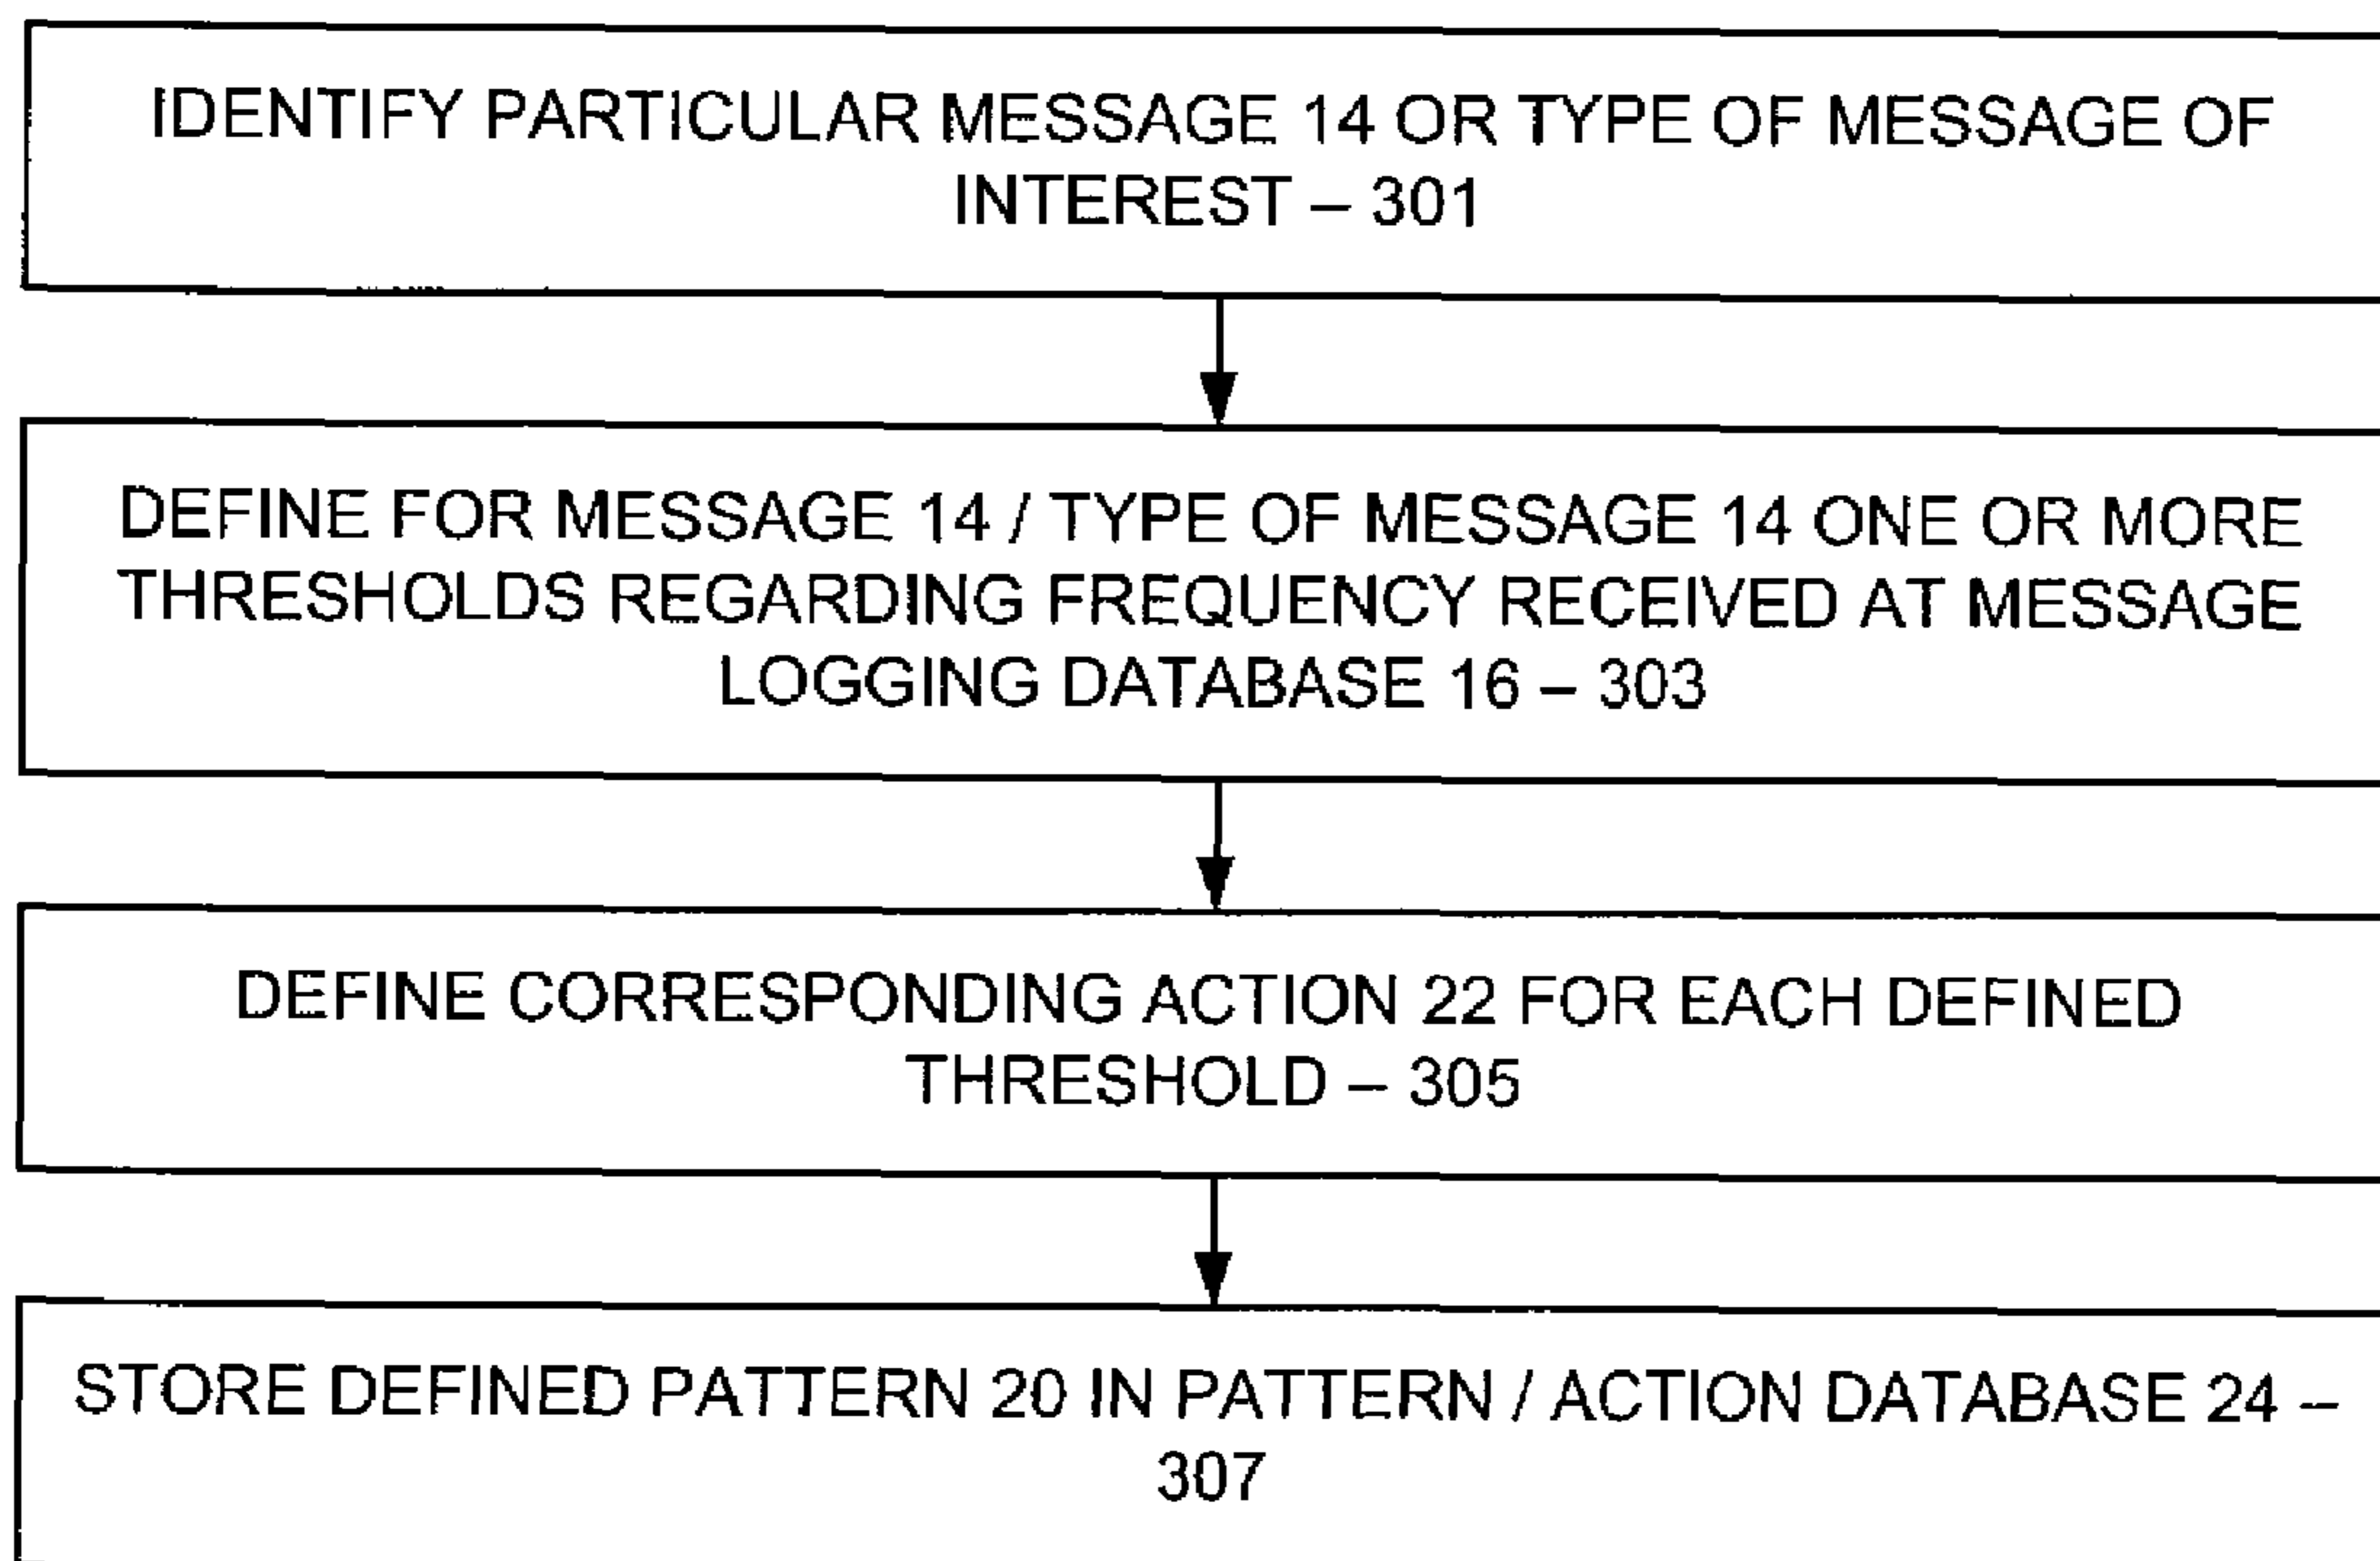 IDENTIFY PARTICULAR MESSAGE 14 OR TYPE OF MESSAGE OF
INTEREST – 301
DEFINE FOR MESSAGE 14 / TYPE OF MESSAGE 14 ONE OR MORE
THRESHOLDS REGARDING FREQUENCY RECEIVED AT MESSAGE
LOGGING DATABASE 16 – 303
DEFINE CORRESPONDING ACTION 22 FOR EACH DEFINED
THRESHOLD – 305
STORE DEFINED PATTERN 20 IN PATTERN / ACTION DATABASE 24 –
307